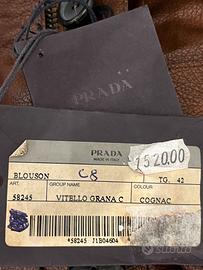 PRADA
PRADA
MADE IN ITALY
1520,00
BLOUSON C8 TG. 42
ART. GROUP NAME COLOUR
58245 VITELLO GRANA C COGNAC
*58245 J1B04604